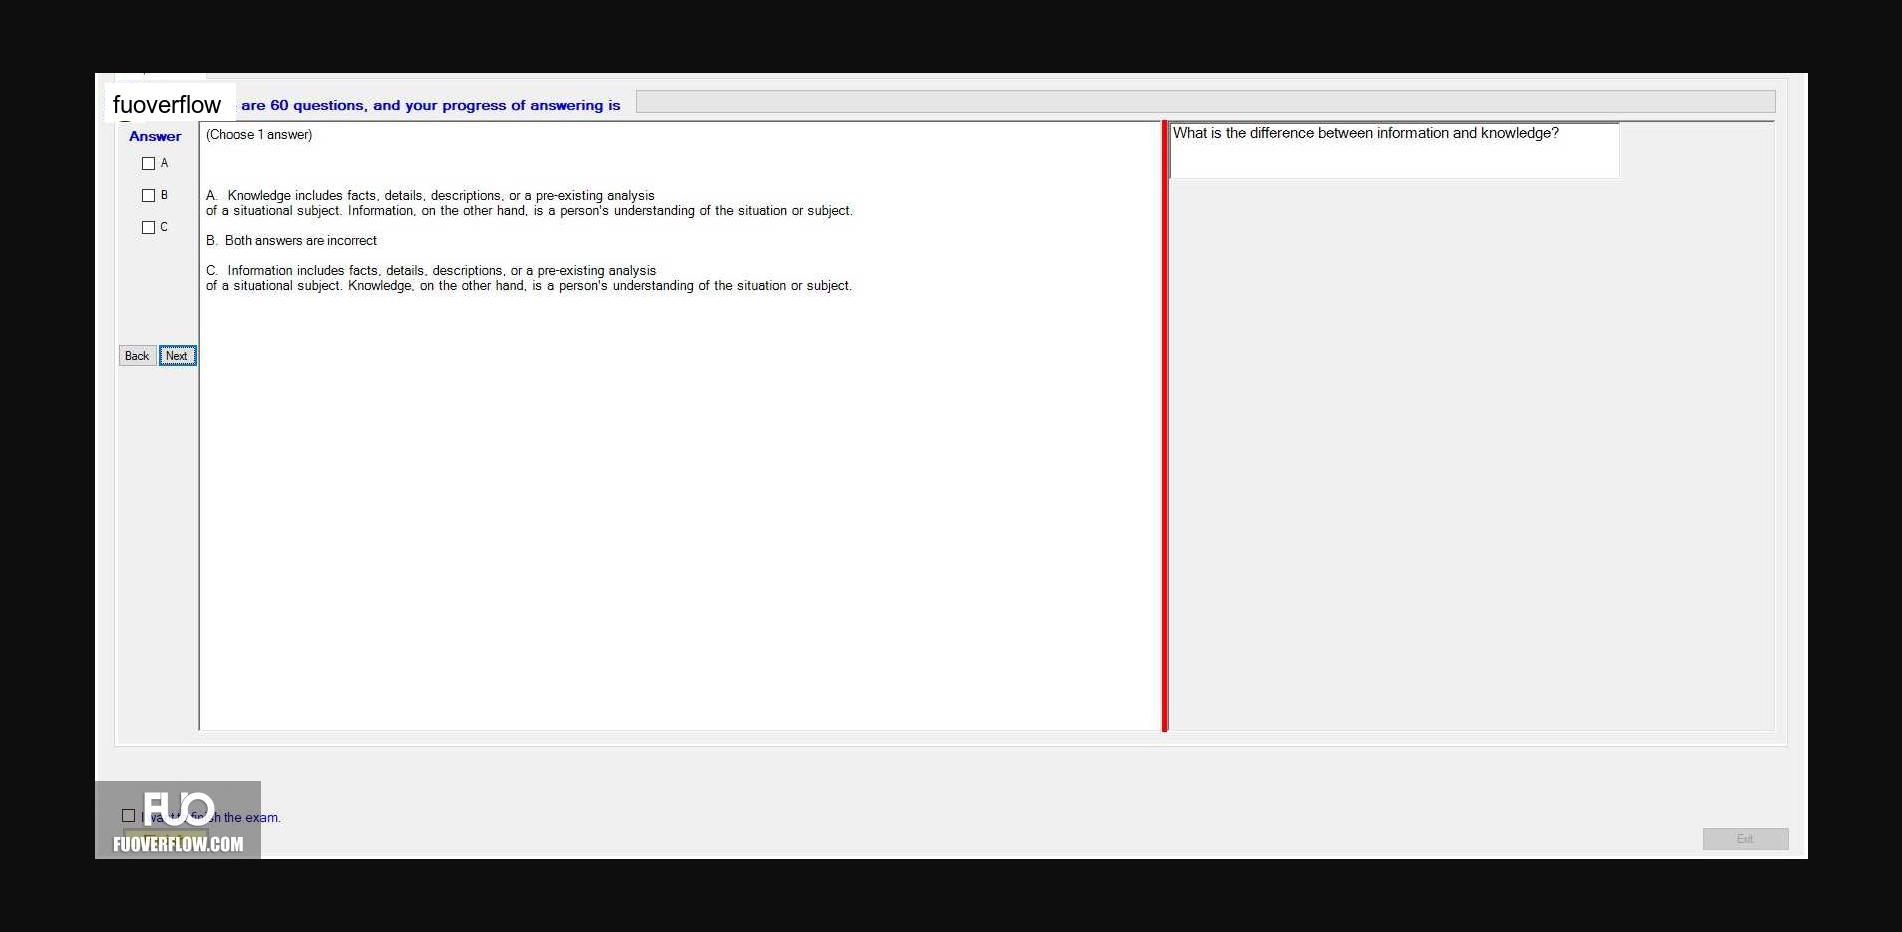 fuoverflow are 60 questions, and your progress of answering is
Answer
A
B
C
Back Next
(Choose 1 answer)
A. Knowledge includes facts, details, descriptions, or a pre-existing analysis
of a situational subject. Information, on the other hand, is a person's understanding of the situation or subject.
B. Both answers are incorrect
C. Information includes facts, details, descriptions, or a pre-existing analysis
of a situational subject. Knowledge, on the other hand, is a person's understanding of the situation or subject.
What is the difference between information and knowledge?
FUO
the exam.
FUOVERFLOW.COM
Exit